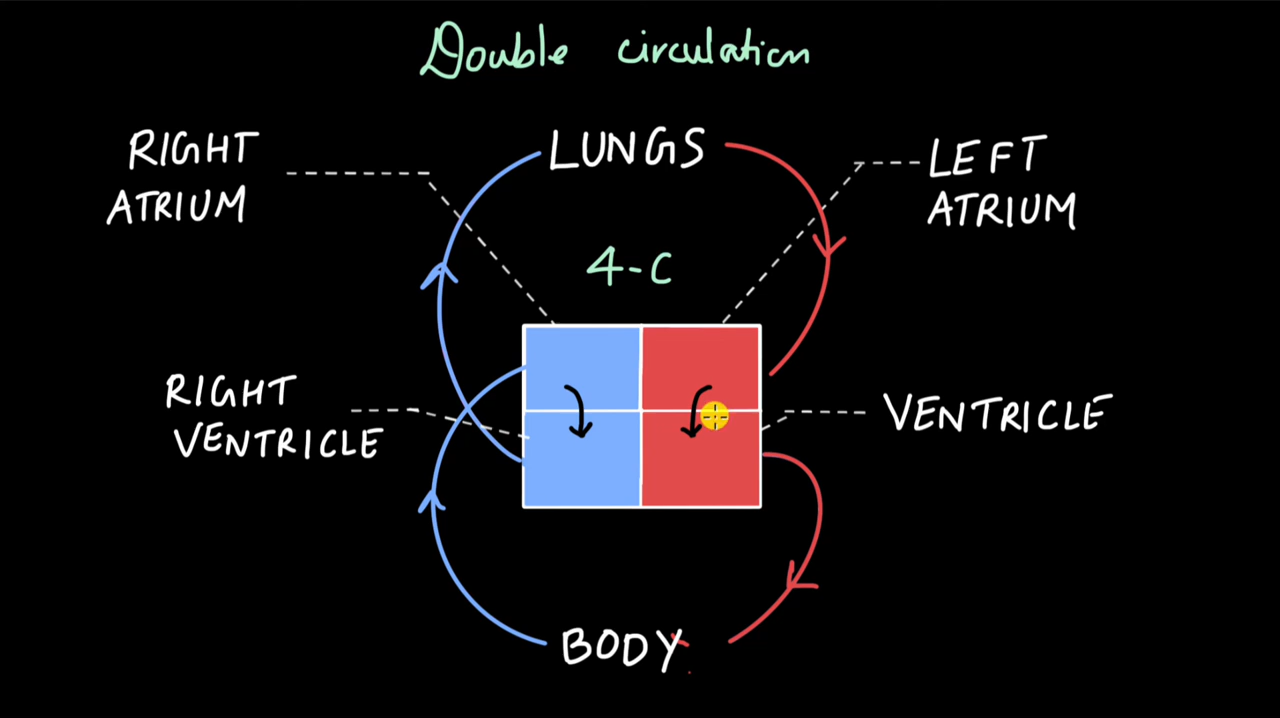 Double circulation
RIGHT
ATRIUM
LUNGS
LEFT
ATRIUM
4-C
RIGHT
VENTRICLE
VENTRICLE
BODY